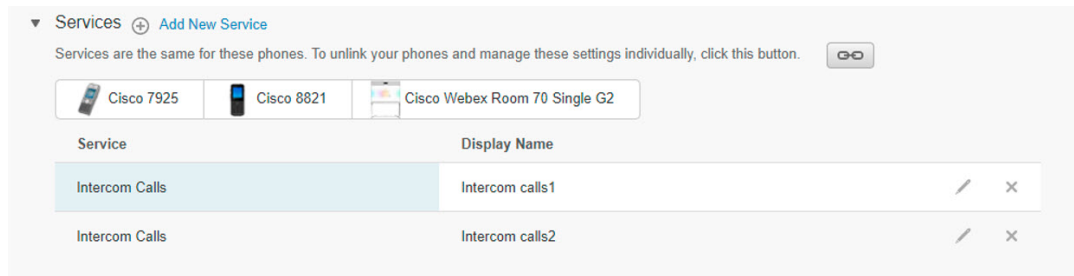 Services Add New Service
Services are the same for these phones. To unlink your phones and manage these settings individually, click this button.
Cisco 7925 Cisco 8821 Cisco Webex Room 70 Single G2
Service Display Name
Intercom Calls Intercom calls1
Intercom Calls Intercom calls2